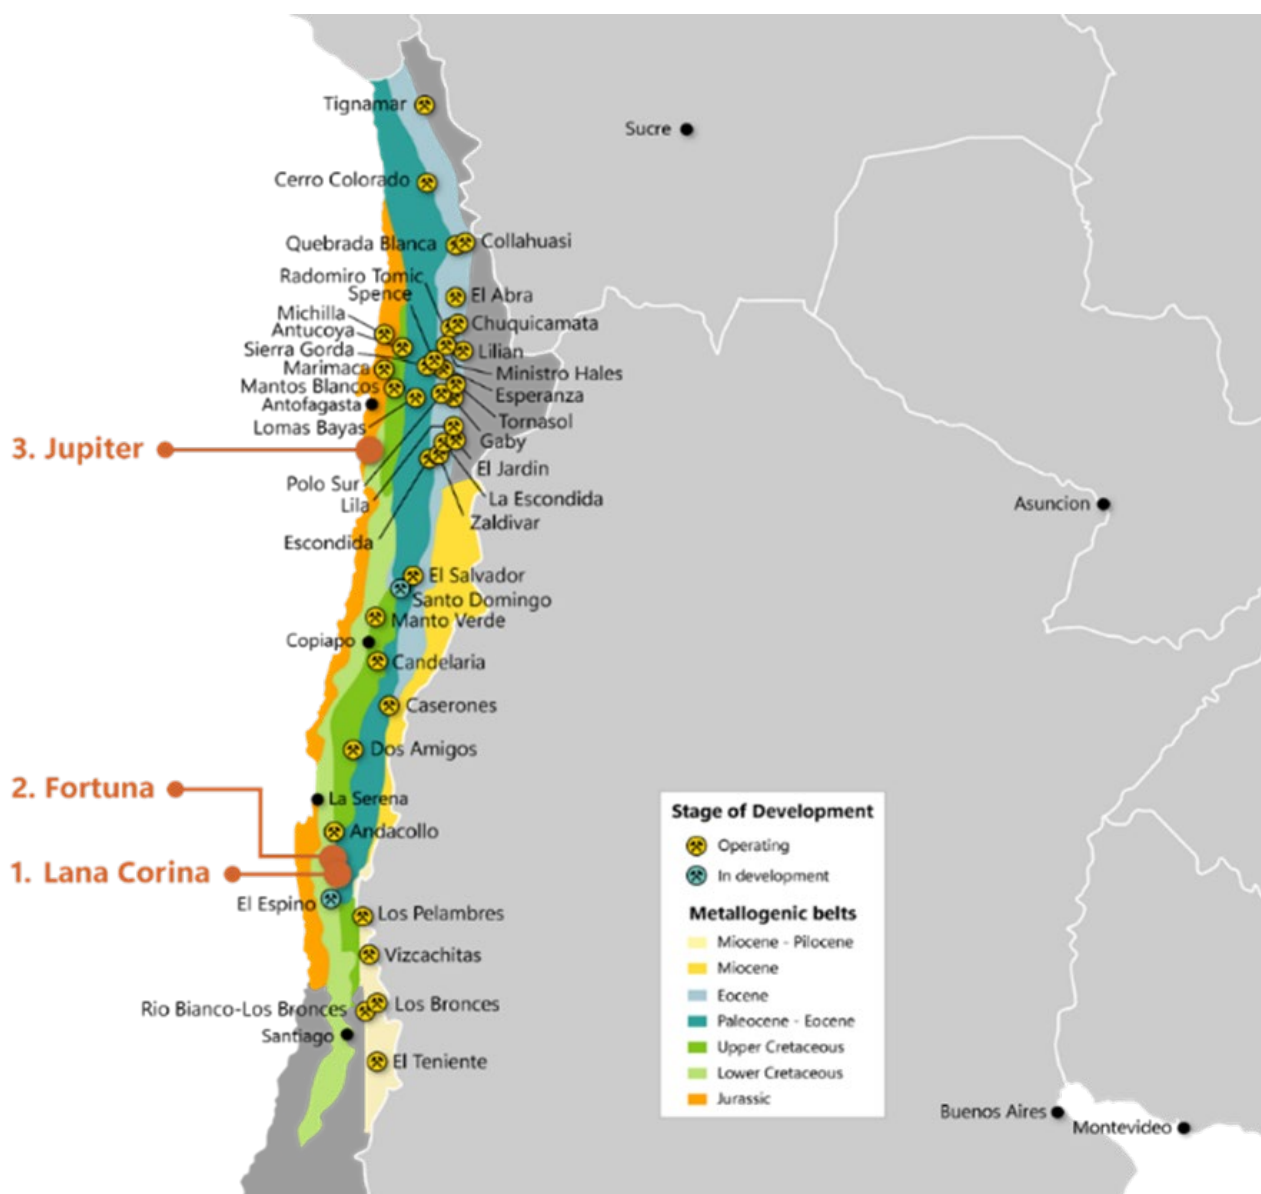 Tignamar
Sucre
Cerro Colorado
Quebrada Blanca
Collahuasi
Radomiro Tomic
Spence
El Abra
Michilla
Chuquicamata
Antucoya
Sierra Gorda
Lilian
Marimaca
Ministro Hales
Mantos Blancos
Esperanza
Antofagasta
Lomas Bayas
Tornasol
3. Jupiter
Gaby
El Jardin
Polo Sur
La Escondida
Lila
Asuncion
Zaldivar
Escondida
El Salvador
Santo Domingo
Manto Verde
Copiapo
Candelaria
Caserones
Dos Amigos
2. Fortuna
La Serena
Andacollo
1. Lana Corina
El Espino
Los Pelambres
Vizcachitas
Rio Bianco-Los Bronces
Los Bronces
Santiago
El Teniente
Stage of Development
Operating
In development
Metallogenic belts
Miocene - Pilocene
Miocene
Eocene
Paleocene - Eocene
Upper Cretaceous
Lower Cretaceous
Jurassic
Buenos Aires
Montevideo